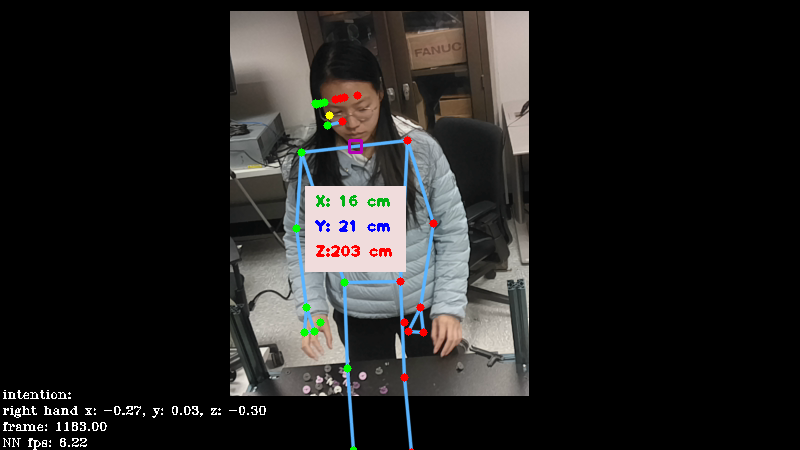 FANUC
X: 16 cm
Y: 21 cm
Z:203 cm
intention:
right hand x: -0.27, y: 0.03, z: -0.30
frame: 1183.00
NN fps: 6.22